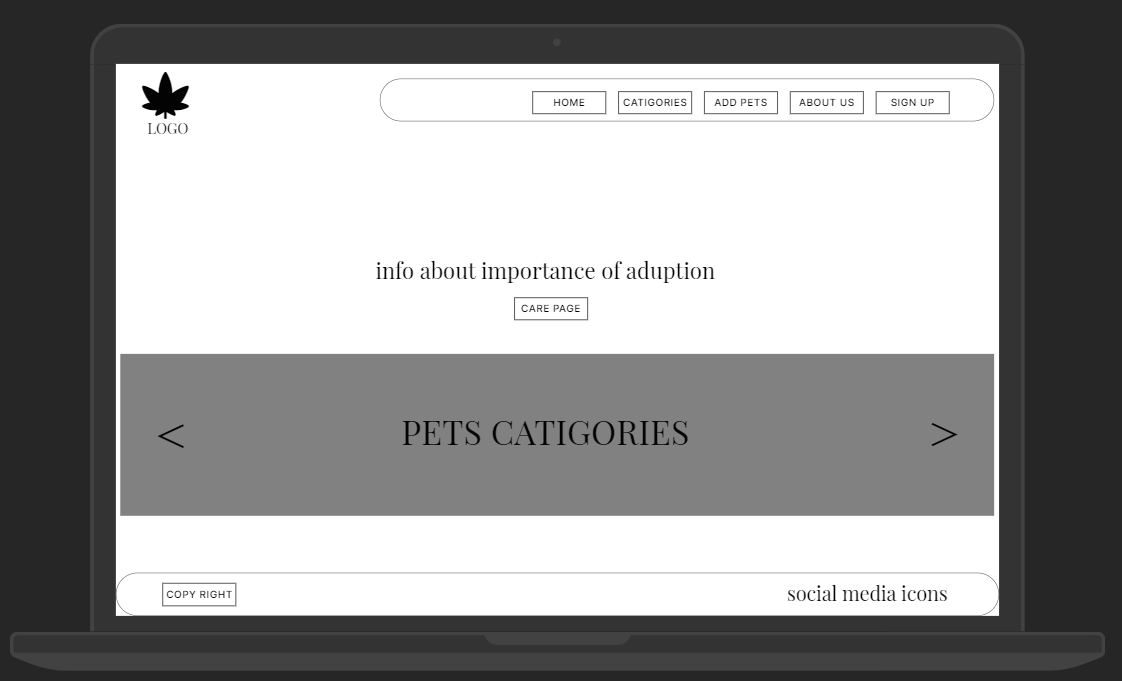 LOGO
HOME CATIGORIES ADD PETS ABOUT US SIGN UP
info about importance of aduption
CARE PAGE
< PETS CATIGORIES >
COPY RIGHT social media icons